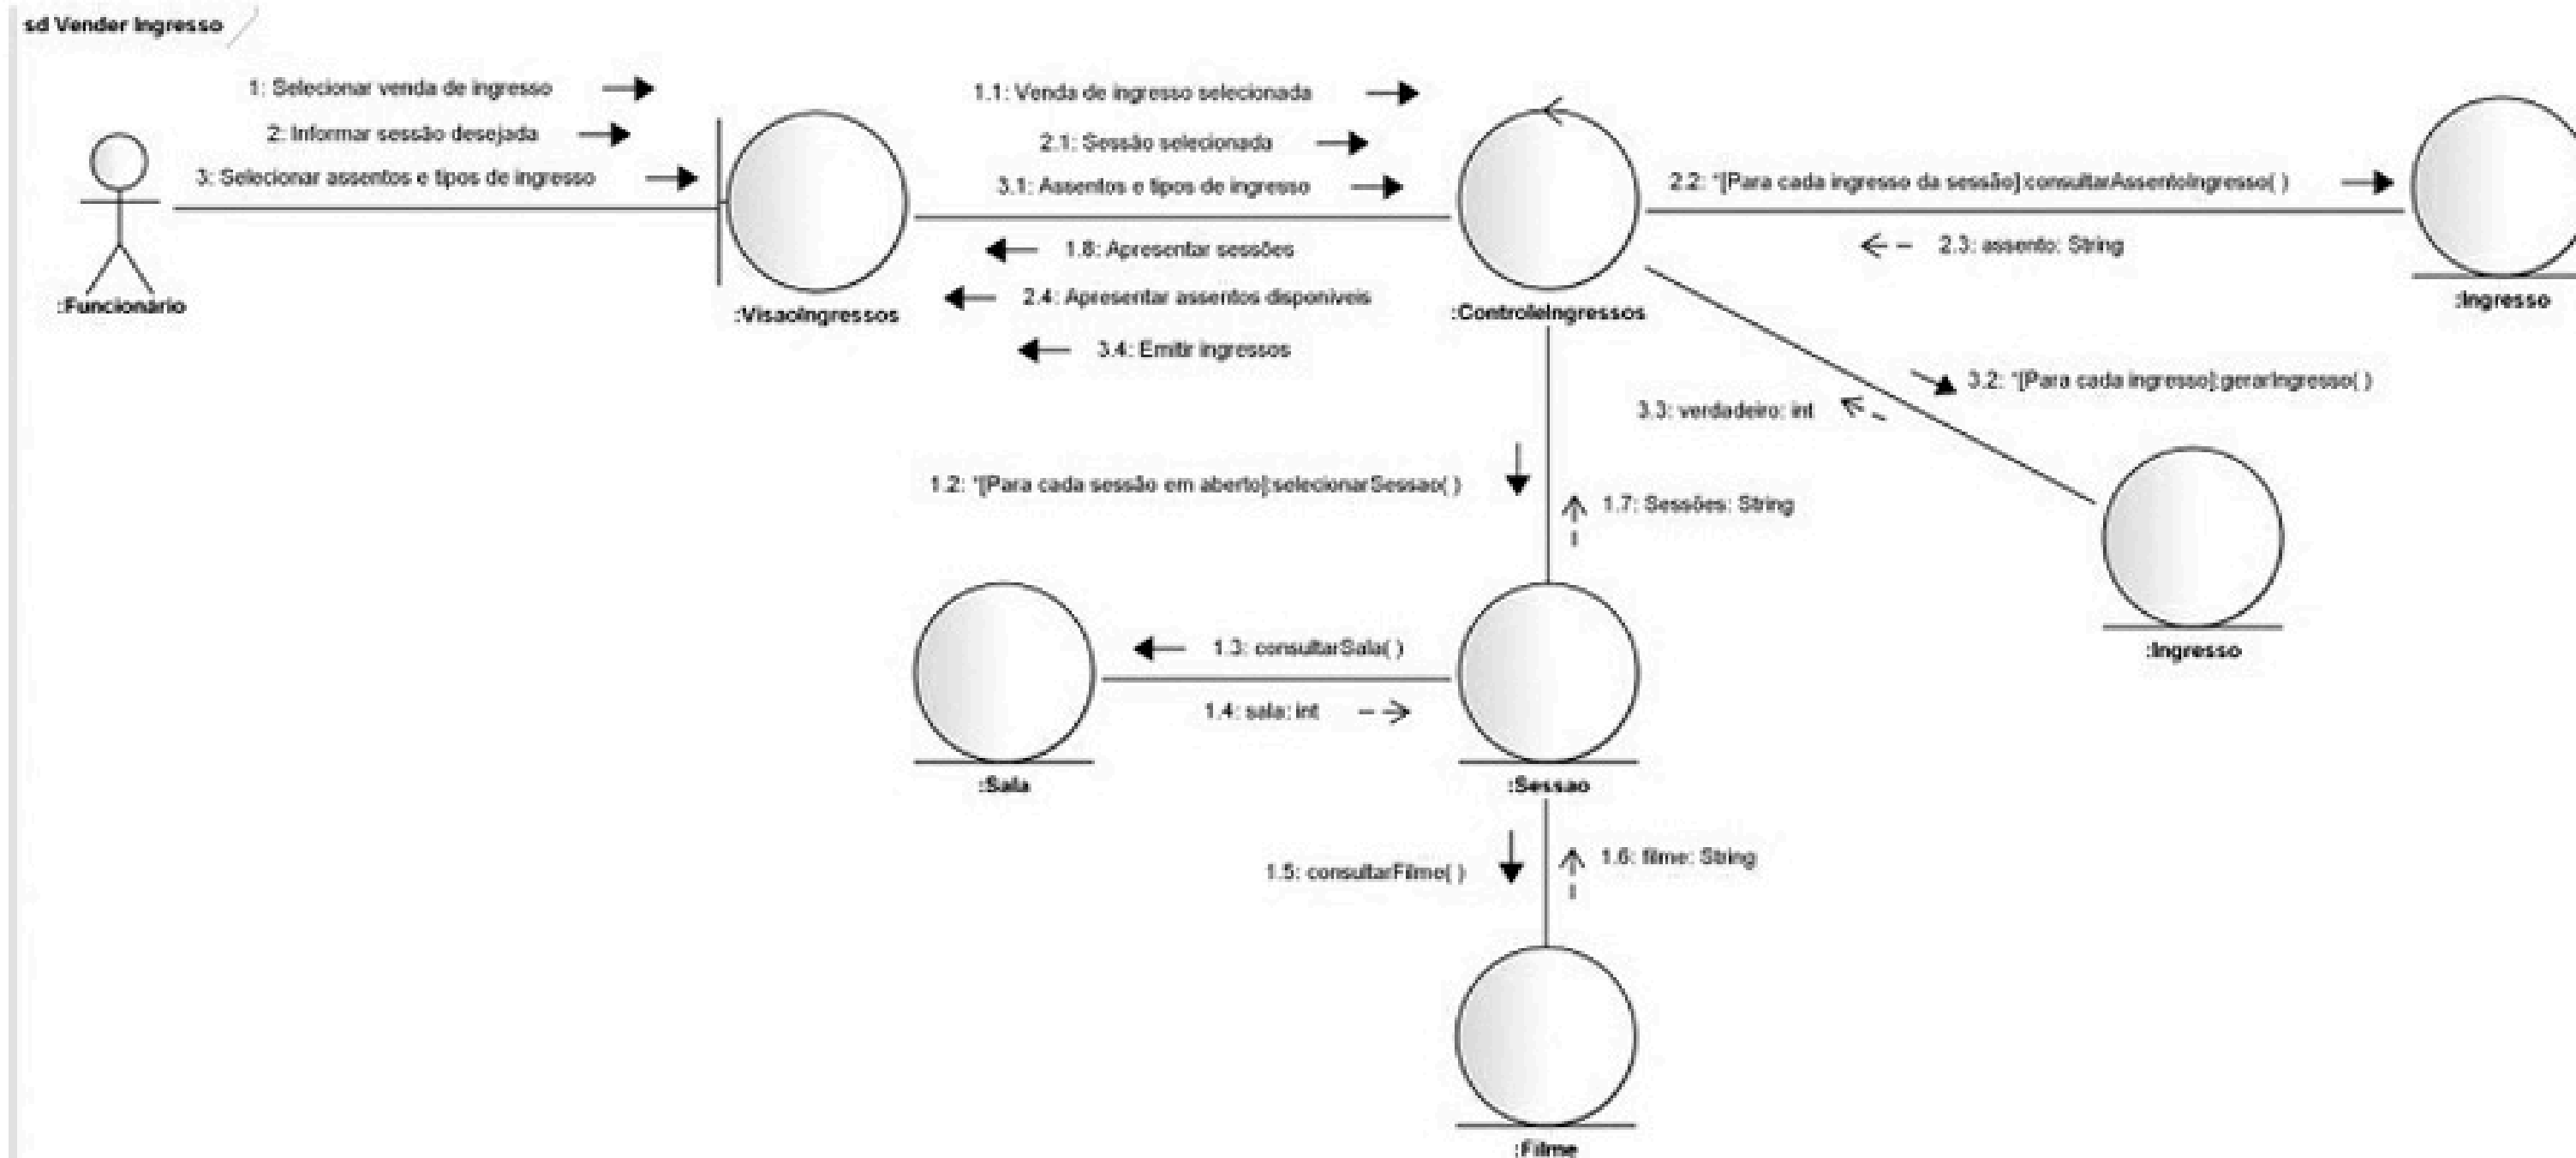 sd Vender Ingresso
1: Selecionar venda de ingresso
2: Informar sessão desejada
3: Selecionar assentos e tipos de ingresso
:Funcionário
:VisaoIngressos
1.1: Venda de ingresso selecionada
2.1: Sessão selecionada
3.1: Assentos e tipos de ingresso
1.8: Apresentar sessões
2.4: Apresentar assentos disponíveis
3.4: Emitir ingressos
:ControleIngressos
2.2: *[Para cada ingresso da sessão]:consultarAssentoIngresso( )
2.3: assento: String
:Ingresso
3.2: *[Para cada ingresso]:gerarIngresso( )
3.3: verdadeiro: int
:Ingresso
1.2: *[Para cada sessão em aberto]:selecionarSessao( )
1.7: Sessões: String
1.3: consultarSala( )
1.4: sala: int
:Sala
:Sessao
1.5: consultarFilme( )
1.6: filme: String
:Filme